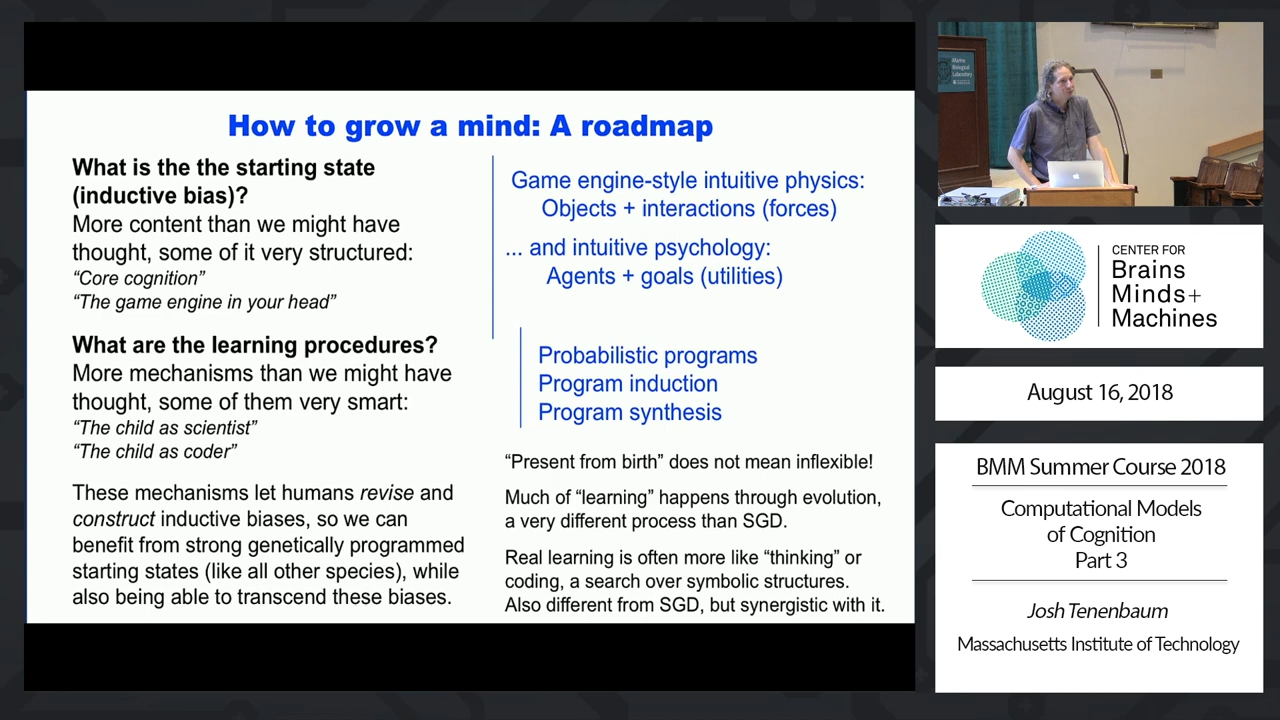 How to grow a mind: A roadmap
What is the the starting state
(inductive bias)?
More content than we might have
thought, some of it very structured:
“Core cognition”
“The game engine in your head”
What are the learning procedures?
More mechanisms than we might have
thought, some of them very smart:
“The child as scientist”
“The child as coder”
These mechanisms let humans revise and
construct inductive biases, so we can
benefit from strong genetically programmed
starting states (like all other species), while
also being able to transcend these biases.
Game engine-style intuitive physics:
Objects + interactions (forces)
... and intuitive psychology:
Agents + goals (utilities)
Probabilistic programs
Program induction
Program synthesis
“Present from birth” does not mean inflexible!
Much of “learning” happens through evolution,
a very different process than SGD.
Real learning is often more like “thinking” or
coding, a search over symbolic structures.
Also different from SGD, but synergistic with it.
Marine
Biological
Laboratory
CENTER FOR
Brains
Minds+
Machines
August 16, 2018
BMM Summer Course 2018
Computational Models
of Cognition
Part 3
Josh Tenenbaum
Massachusetts Institute of Technology